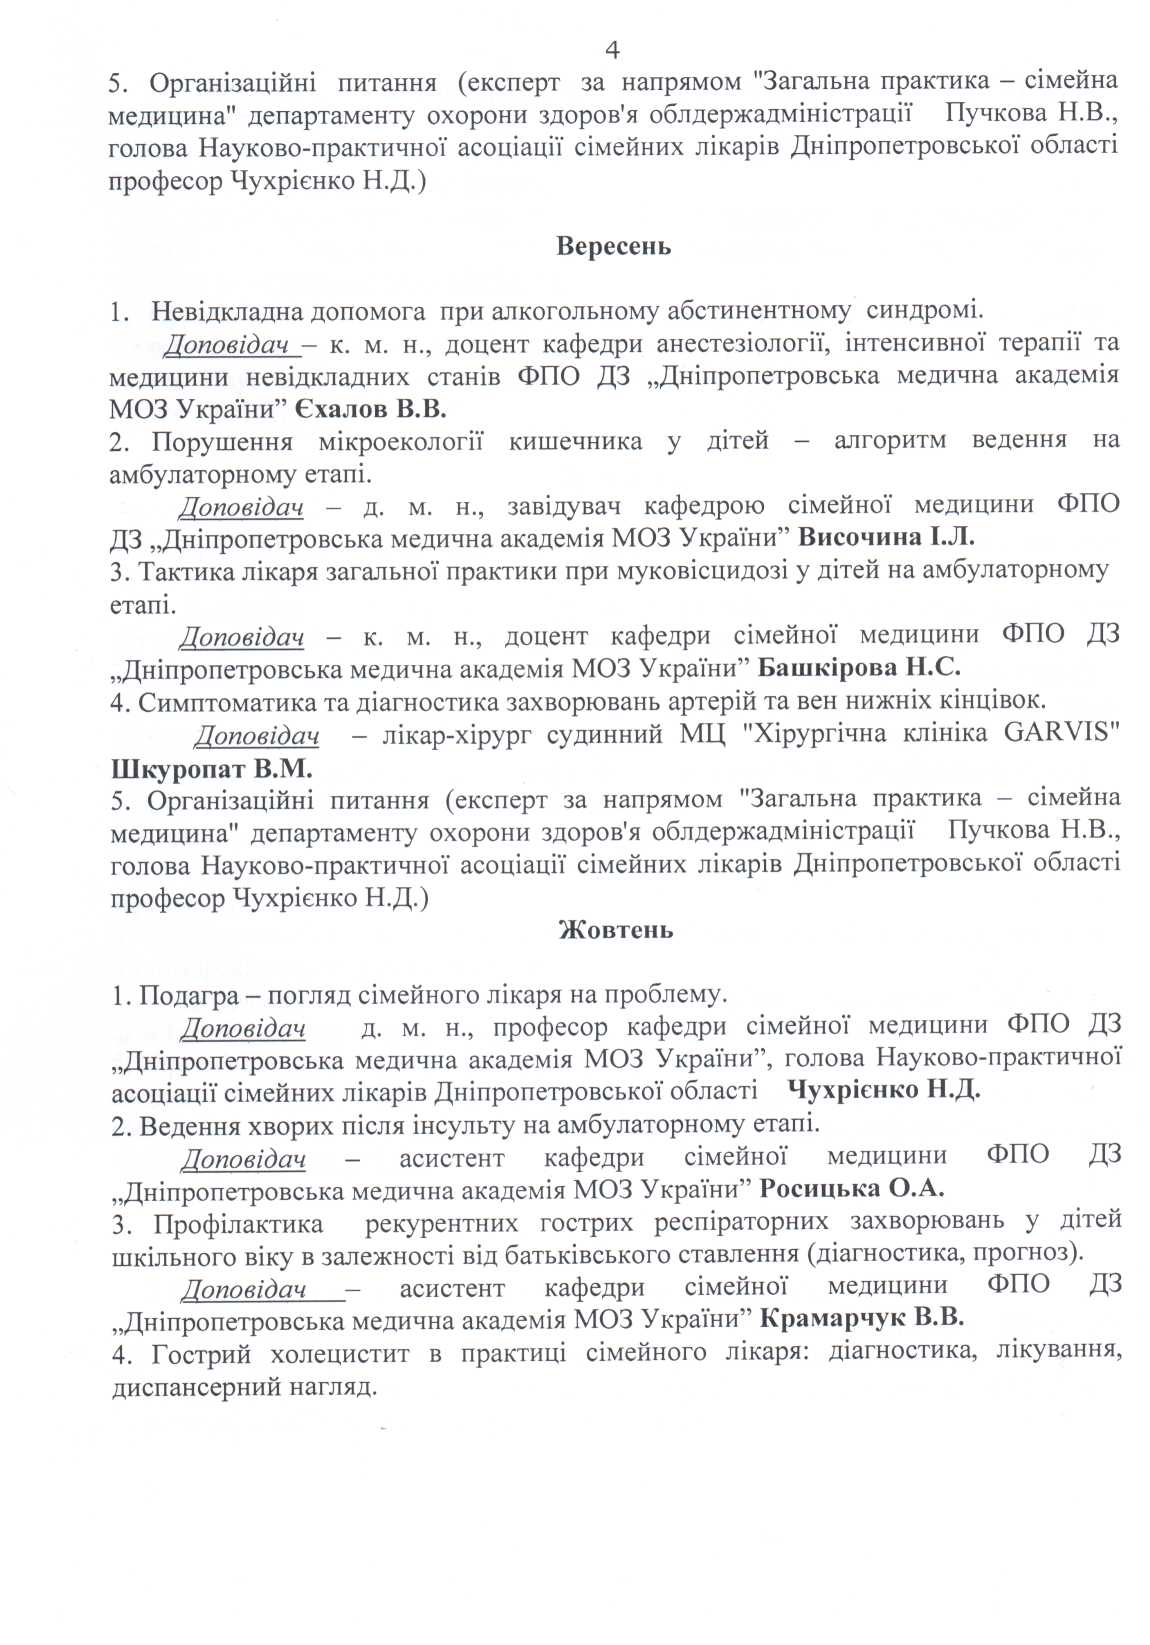 4
5. Організаційні питання (експерт за напрямом "Загальна практика – сімейна
медицина" департаменту охорони здоров'я облдержадміністрації Пучкова Н.В.,
голова Науково-практичної асоціації сімейних лікарів Дніпропетровської області
професор Чухрієнко Н.Д.)
Вересень
1. Невідкладна допомога при алкогольному абстинентному синдромі.
Доповідач – к. м. н., доцент кафедри анестезіології, інтенсивної терапії та
медицини невідкладних станів ФПО ДЗ „Дніпропетровська медична академія
МОЗ України” Єхалов В.В.
2. Порушення мікроекології кишечника у дітей – алгоритм ведення на
амбулаторному етапі.
Доповідач – д. м. н., завідувач кафедрою сімейної медицини ФПО
ДЗ „Дніпропетровська медична академія МОЗ України” Височина І.Л.
3. Тактика лікаря загальної практики при муковісцидозі у дітей на амбулаторному
етапі.
Доповідач – к. м. н., доцент кафедри сімейної медицини ФПО ДЗ
„Дніпропетровська медична академія МОЗ України” Башкірова Н.С.
4. Симптоматика та діагностика захворювань артерій та вен нижніх кінцівок.
Доповідач – лікар-хірург судинний МЦ "Хірургічна клініка GARVIS"
Шкуропат В.М.
5. Організаційні питання (експерт за напрямом "Загальна практика – сімейна
медицина" департаменту охорони здоров'я облдержадміністрації Пучкова Н.В.,
голова Науково-практичної асоціації сімейних лікарів Дніпропетровської області
професор Чухрієнко Н.Д.)
Жовтень
1. Подагра – погляд сімейного лікаря на проблему.
Доповідач д. м. н., професор кафедри сімейної медицини ФПО ДЗ
„Дніпропетровська медична академія МОЗ України”, голова Науково-практичної
асоціації сімейних лікарів Дніпропетровської області Чухрієнко Н.Д.
2. Ведення хворих після інсульту на амбулаторному етапі.
Доповідач – асистент кафедри сімейної медицини ФПО ДЗ
„Дніпропетровська медична академія МОЗ України” Росицька О.А.
3. Профілактика рекурентних гострих респіраторних захворювань у дітей
шкільного віку в залежності від батьківського ставлення (діагностика, прогноз).
Доповідач – асистент кафедри сімейної медицини ФПО ДЗ
„Дніпропетровська медична академія МОЗ України” Крамарчук В.В.
4. Гострий холецистит в практиці сімейного лікаря: діагностика, лікування,
диспансерний нагляд.